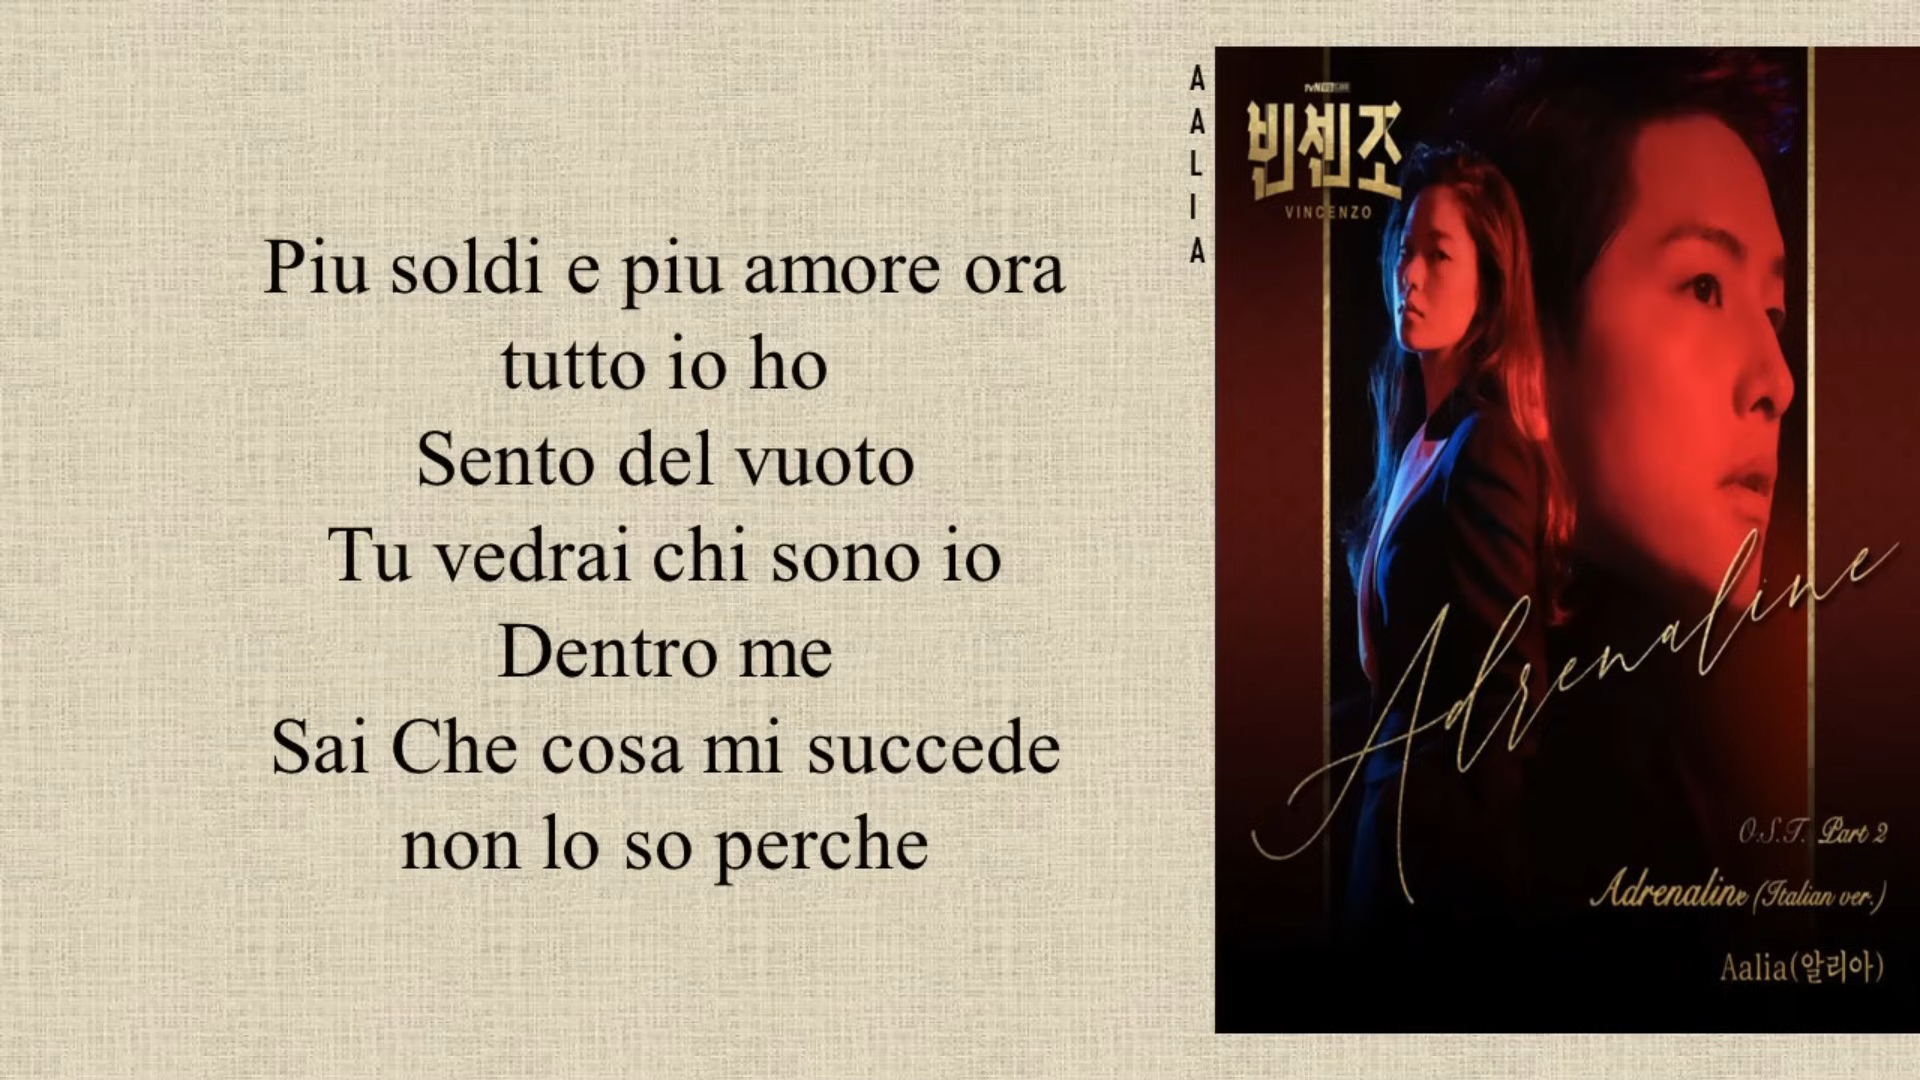 Piu soldi e piu amore ora
tutto io ho
Sento del vuoto
Tu vedrai chi sono io
Dentro me
Sai Che cosa mi succede
non lo so perche
AALIA
tvN
빈센조
VINCENZO
Adrenaline
O.S.T. Part 2
Adrenaline (Italian ver.)
Aalia(알리아)